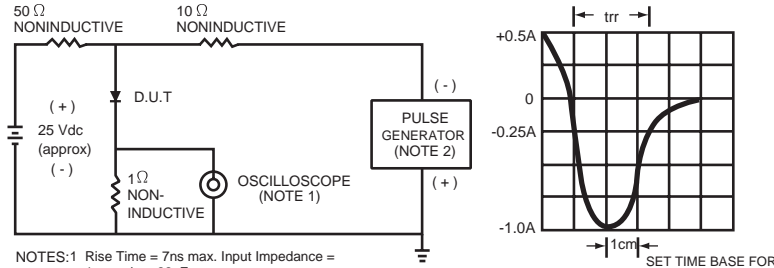 50 Ω
NONINDUCTIVE
10 Ω
NONINDUCTIVE
( + )
25 Vdc
(approx)
( - )
D.U.T
1Ω
NON-
INDUCTIVE
OSCILLOSCOPE
(NOTE 1)
( - )
PULSE
GENERATOR
(NOTE 2)
( + )
NOTES:1 Rise Time = 7ns max. Input Impedance =
trr
+0.5A
0
-0.25A
-1.0A
1cm
SET TIME BASE FOR